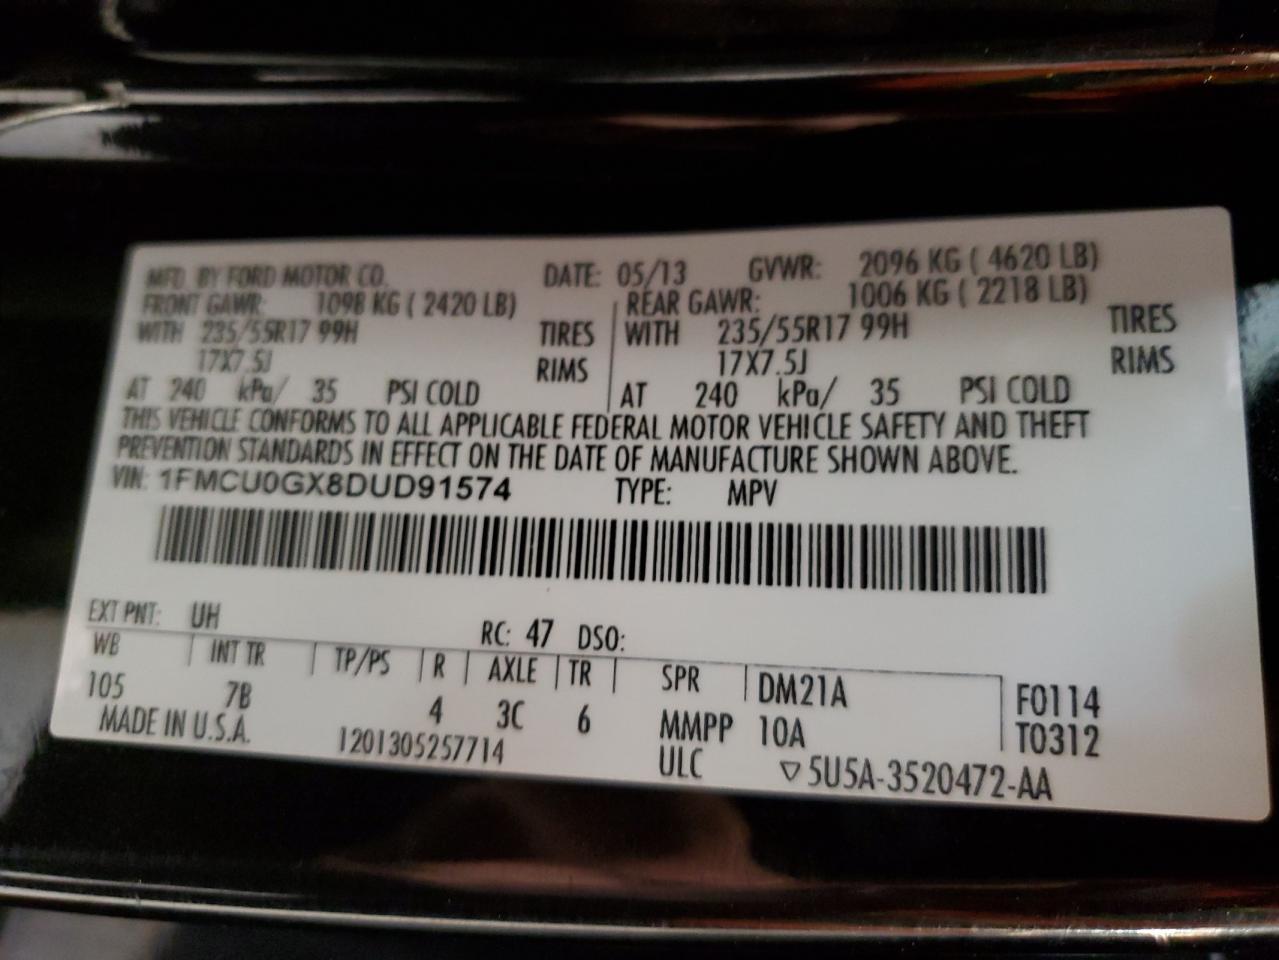 MFD. BY FORD MOTOR CO. DATE: 05/13 GVWR: 2096 KG ( 4620 LB)
FRONT GAWR: 1098 KG ( 2420 LB) REAR GAWR: 1006 KG ( 2218 LB)
WITH 235/55R17 99H TIRES WITH 235/55R17 99H TIRES
17X7.5J RIMS 17X7.5J RIMS
AT 240 kPa/ 35 PSI COLD AT 240 kPa/ 35 PSI COLD
THIS VEHICLE CONFORMS TO ALL APPLICABLE FEDERAL MOTOR VEHICLE SAFETY AND THEFT
PREVENTION STANDARDS IN EFFECT ON THE DATE OF MANUFACTURE SHOWN ABOVE.
VIN: 1FMCU0GX8DUD91574 TYPE: MPV
EXT PNT: UH RC: 47 DSO:
WB INT TR TP/PS R AXLE TR SPR DM21A F0114
105 7B 4 3C 6 MMPP 10A T0312
MADE IN U.S.A. 1201305257714 ULC ▽5U5A-3520472-AA